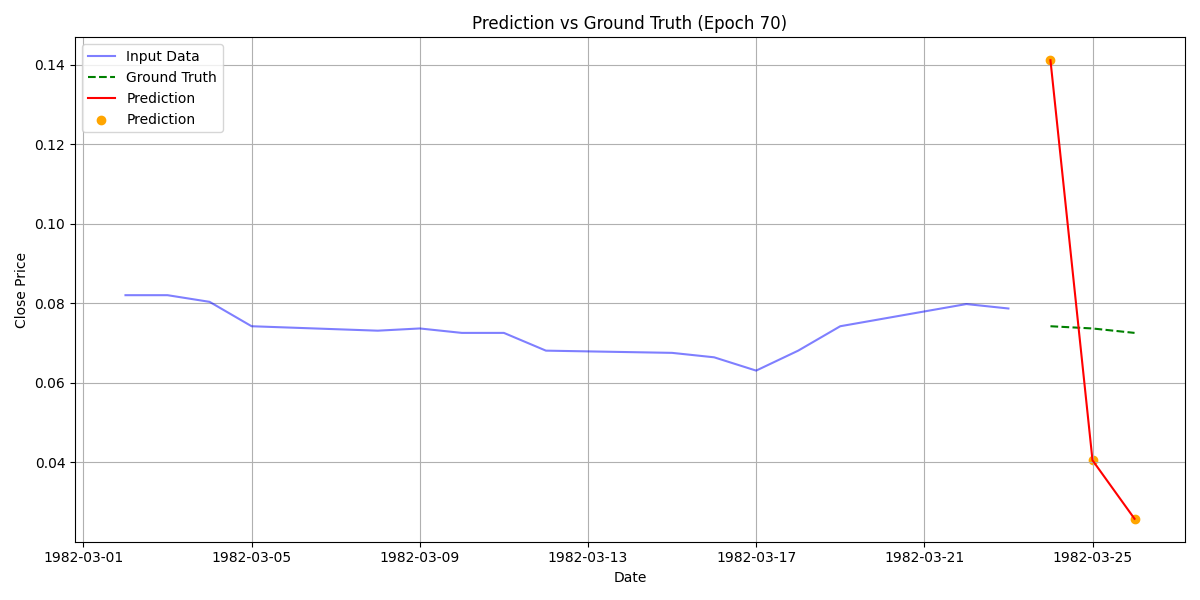 Prediction vs Ground Truth (Epoch 70)
Input Data
Ground Truth
Prediction
Prediction
Close Price
0.14
0.12
0.10
0.08
0.06
0.04
1982-03-01
1982-03-05
1982-03-09
1982-03-13
1982-03-17
1982-03-21
1982-03-25
Date